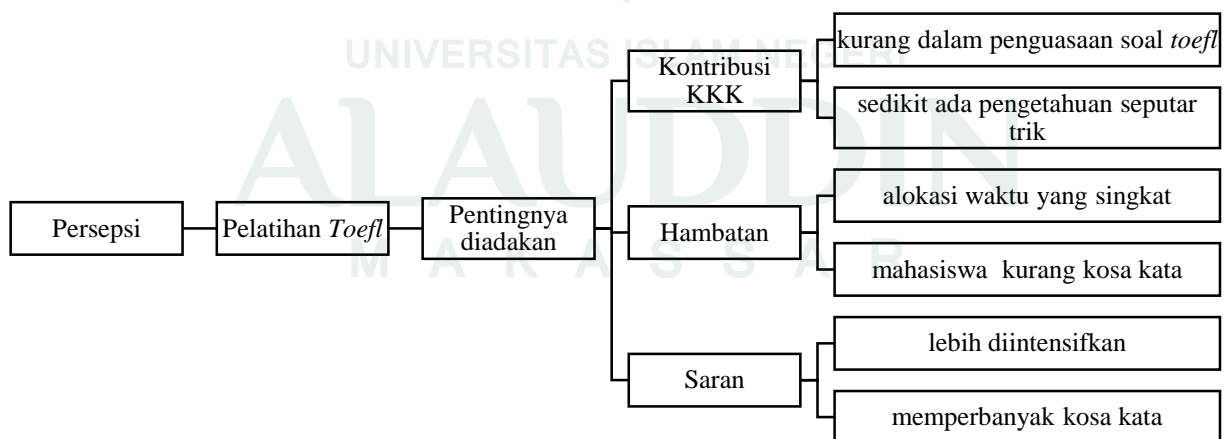 UNIVERSITAS ISLAM NEGERI
ALAUDDIN
MAKASSAR
Persepsi
Pelatihan Toefl
Pentingnya
diadakan
Kontribusi
KKK
kurang dalam penguasaan soal toefl
sedikit ada pengetahuan seputar
trik
Hambatan
alokasi waktu yang singkat
mahasiswa kurang kosa kata
Saran
lebih diintensifkan
memperbanyak kosa kata